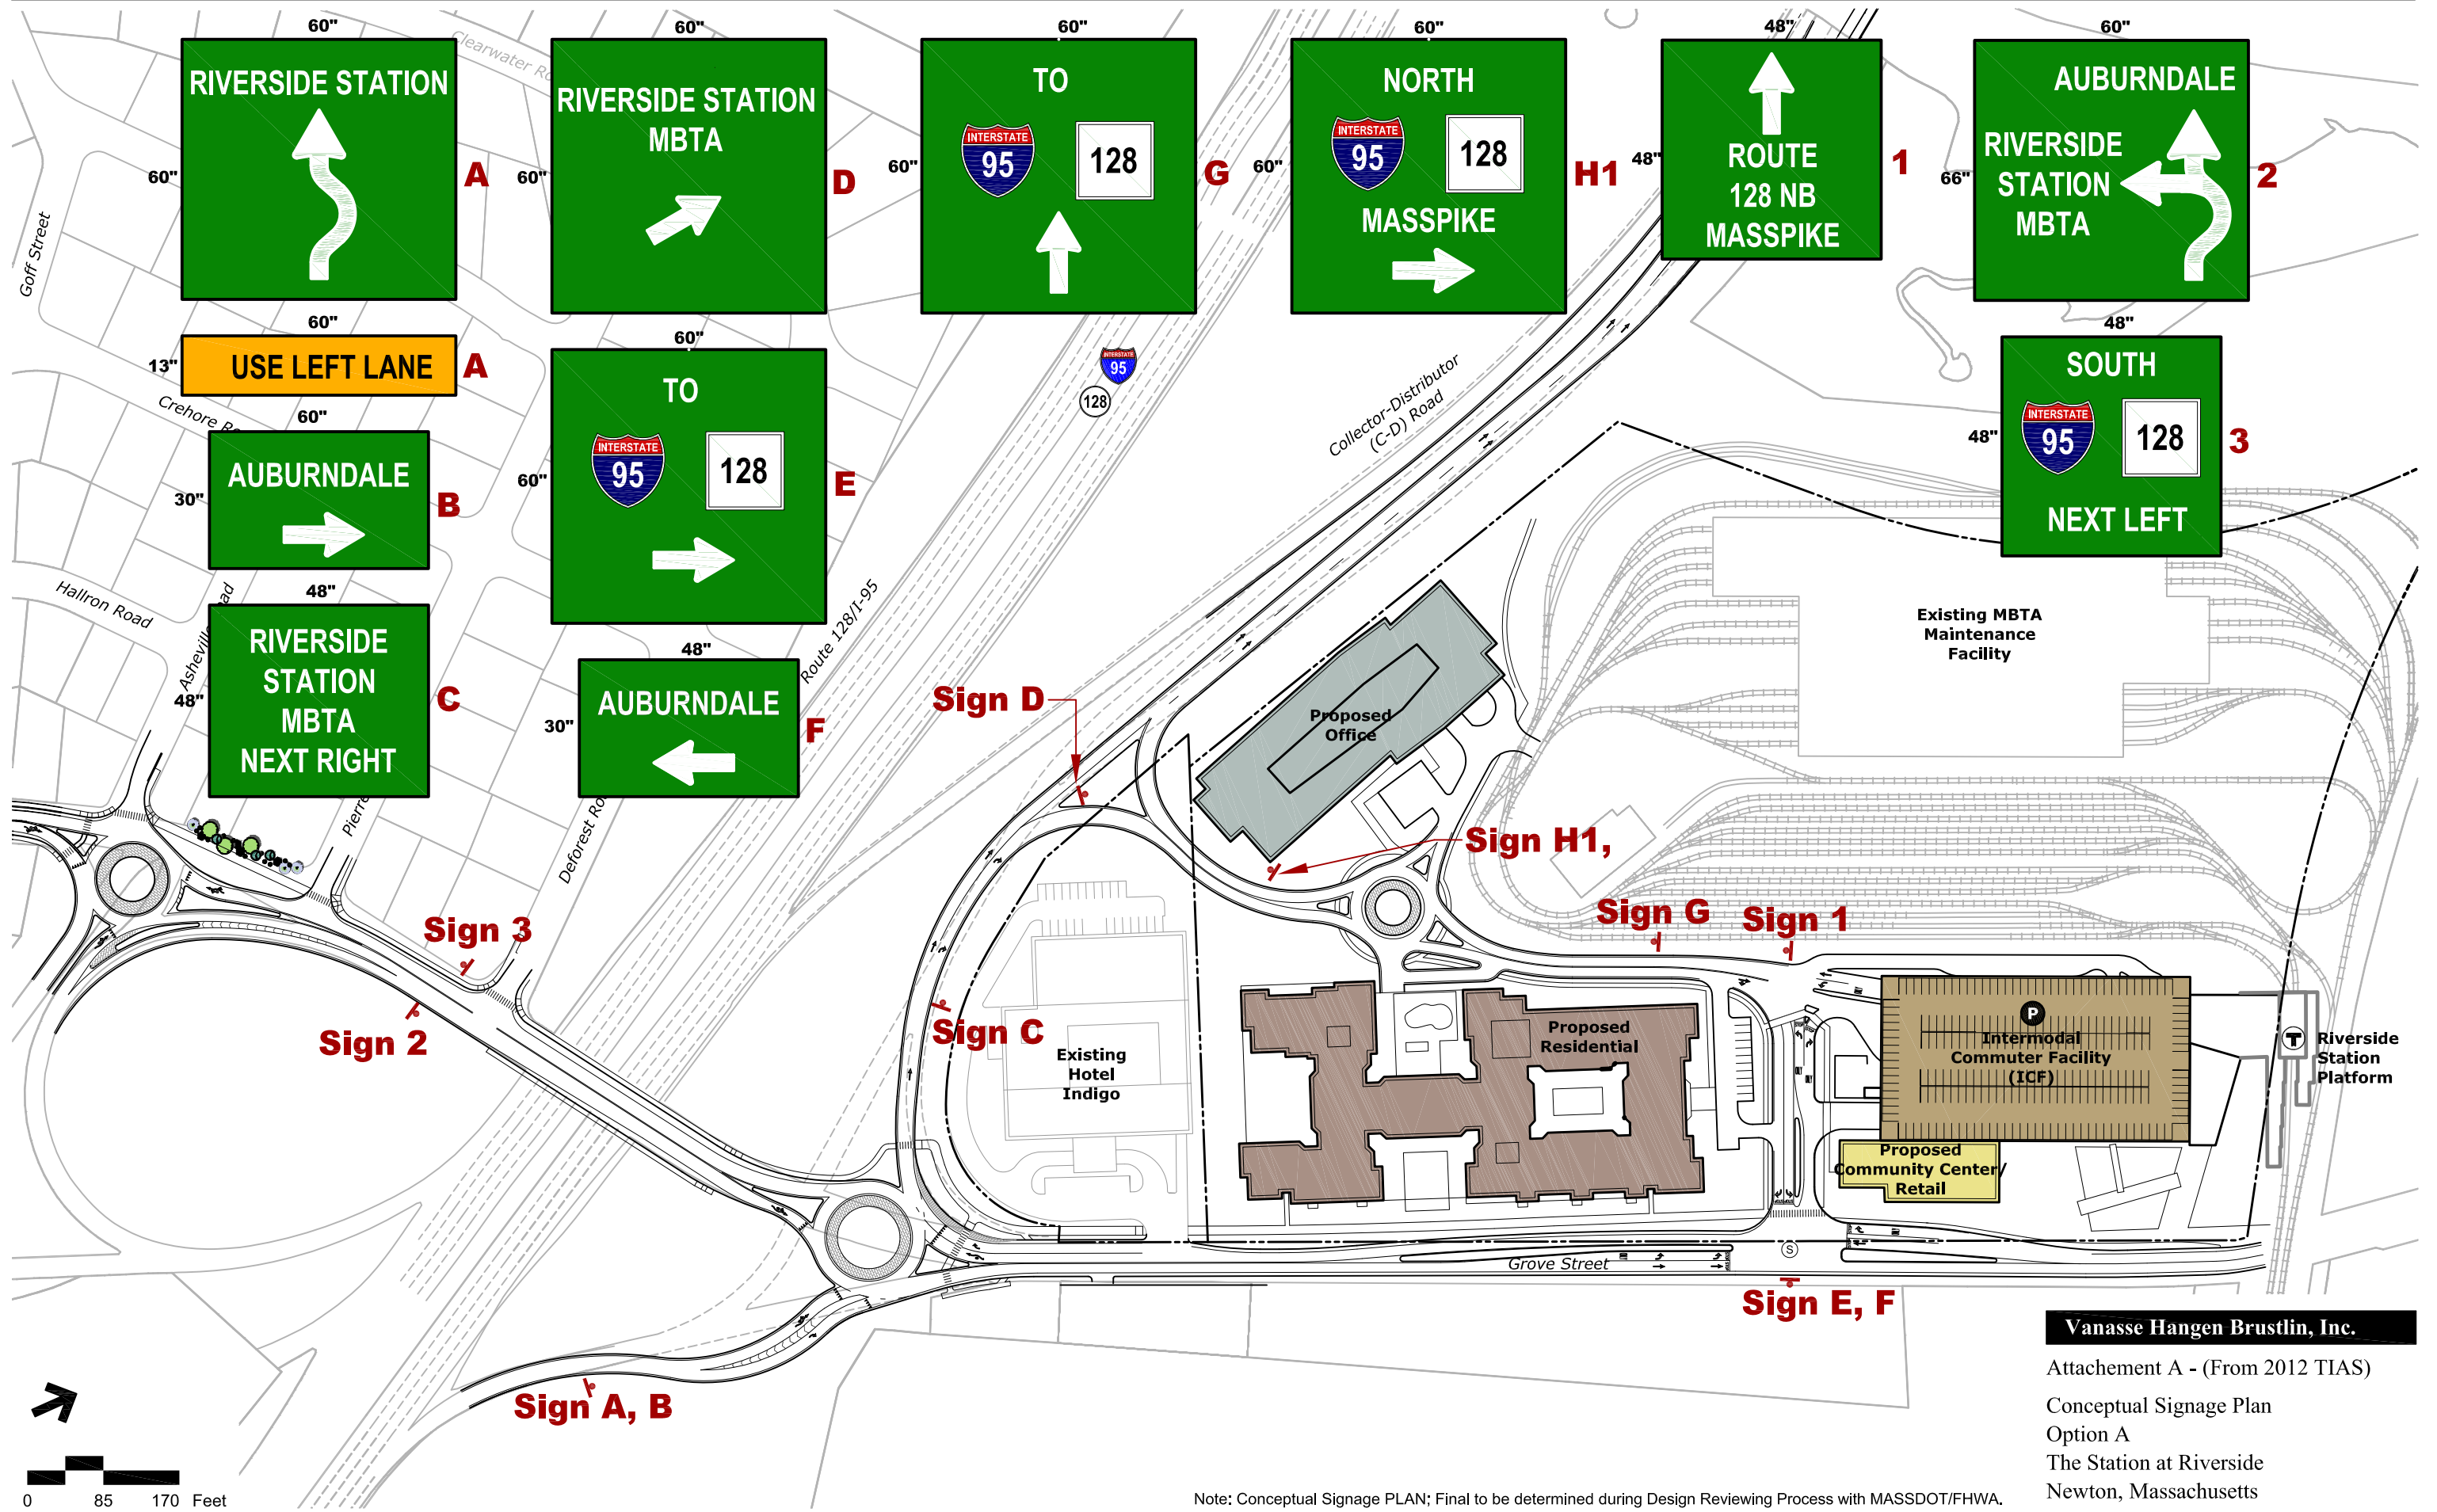 60"
60"
60"
60"
48"
60"
Clearwater Ro
RIVERSIDE STATION
60"
A
RIVERSIDE STATION
MBTA
60"
D
TO
INTERSTATE
95
128
60"
G
NORTH
INTERSTATE
95
128
MASSPIKE
60"
H1
ROUTE
128 NB
MASSPIKE
48"
1
AUBURNDALE
RIVERSIDE
STATION
MBTA
66"
2
Goff Street
60"
13"
USE LEFT LANE
A
60"
TO
INTERSTATE
95
128
60"
E
INTERSTATE
95
128
Collector-Distributor
(C-D) Road
48"
SOUTH
INTERSTATE
95
128
NEXT LEFT
48"
3
Crehore Ro
60"
AUBURNDALE
30"
B
Hallron Road
Asheville Road
48"
RIVERSIDE
STATION
MBTA
NEXT RIGHT
48"
C
48"
AUBURNDALE
30"
F
Route 128/I-95
Pierre
Deforest Roa
Existing MBTA
Maintenance
Facility
Sign D
Proposed
Office
Sign H1,
Sign G
Sign 1
Sign 3
Sign 2
Sign C
Existing
Hotel
Indigo
Proposed
Residential
P
Intermodal
Commuter Facility
(ICF)
T
Riverside
Station
Platform
Proposed
Community Center/
Retail
S
Grove Street
Sign E, F
Sign A, B
0 85 170 Feet
Vanasse Hangen Brustlin, Inc.
Attachement A - (From 2012 TIAS)
Conceptual Signage Plan
Option A
The Station at Riverside
Newton, Massachusetts
Note: Conceptual Signage PLAN; Final to be determined during Design Reviewing Process with MASSDOT/FHWA.